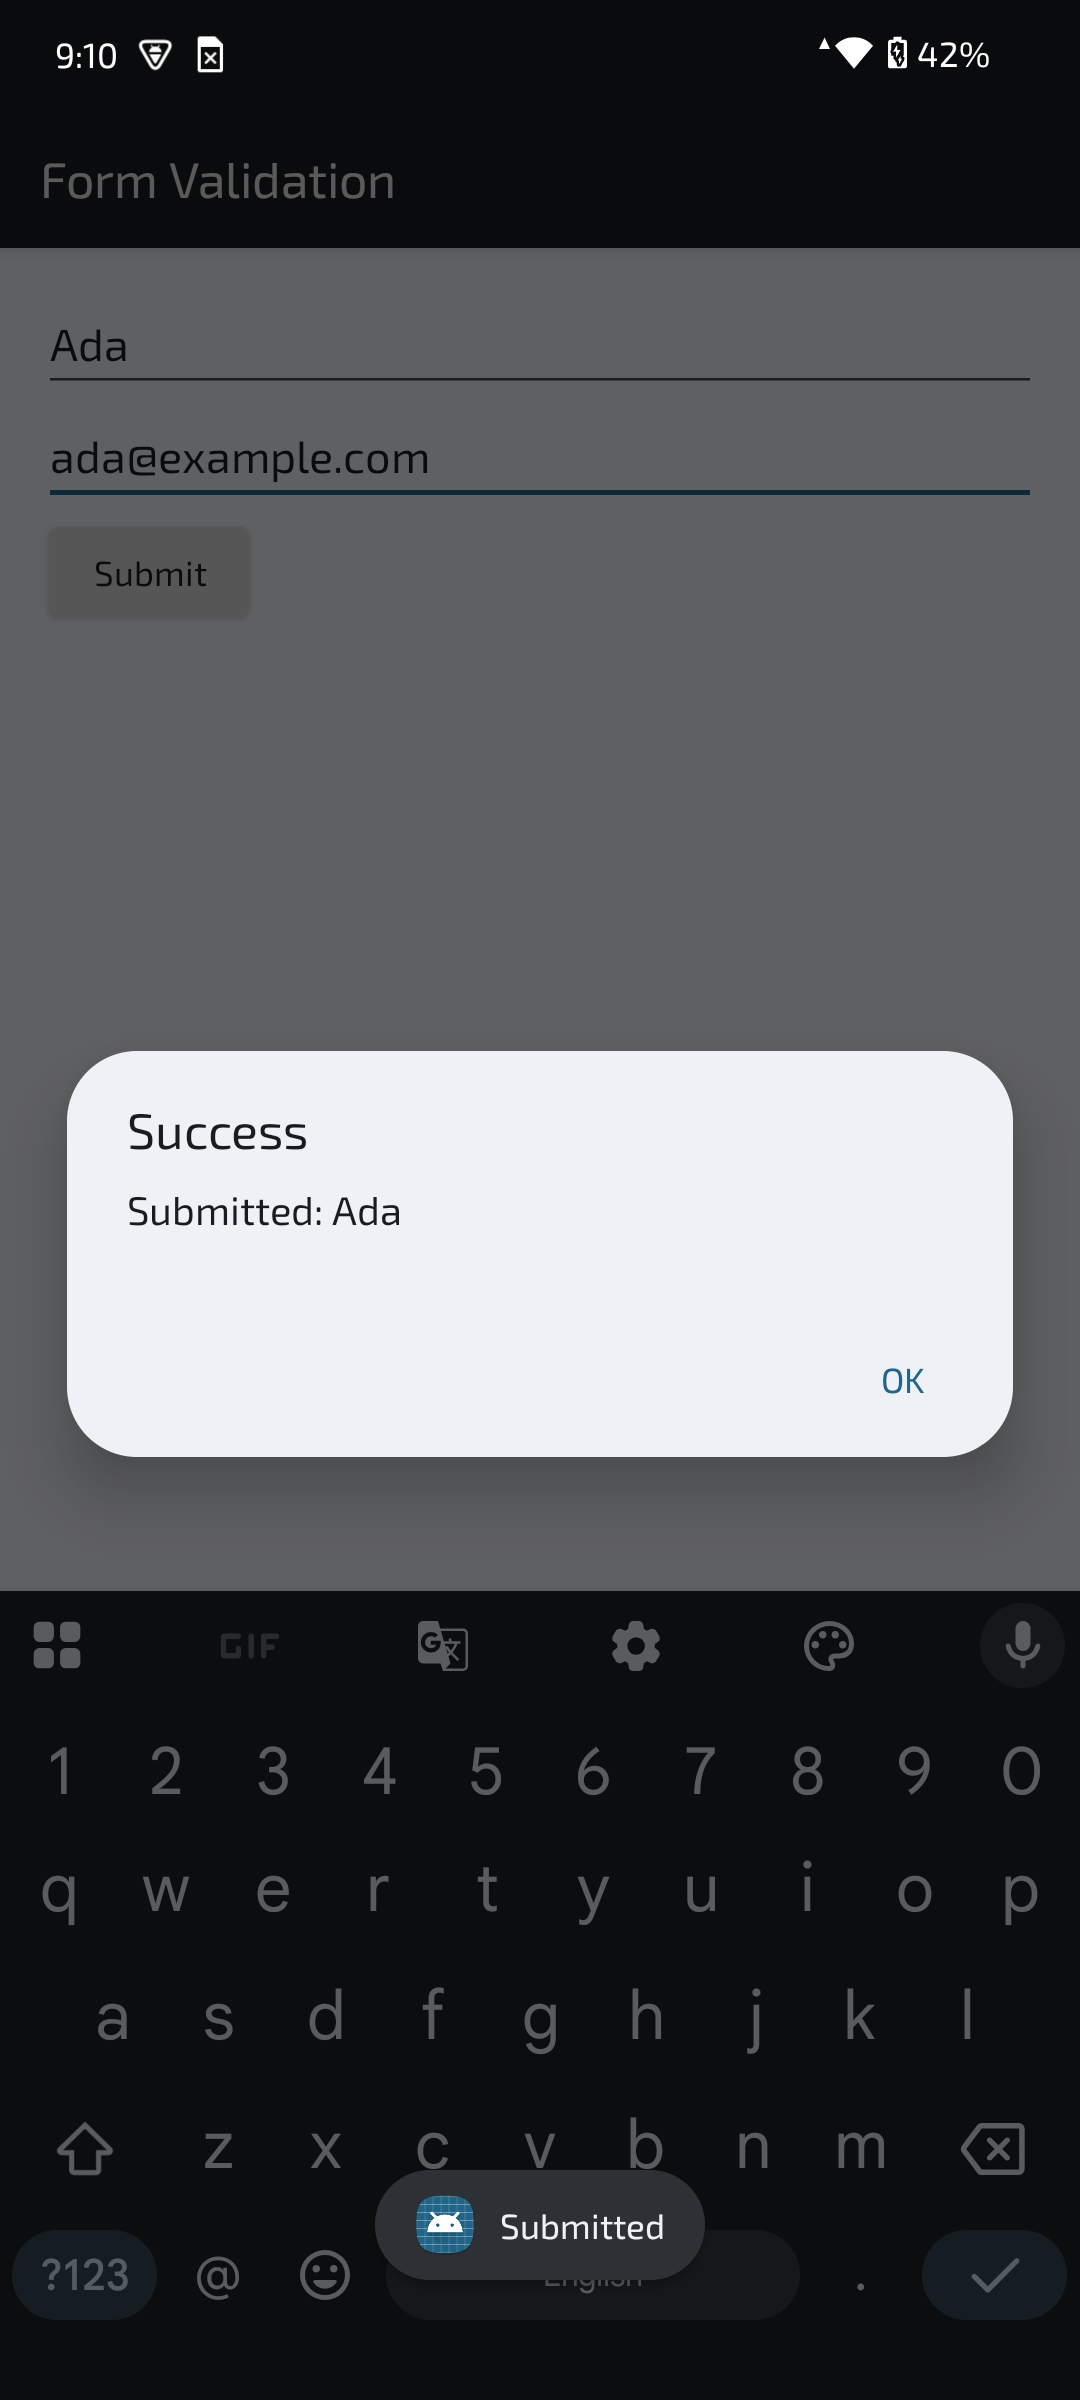 9:10
42%
Form Validation
Ada
ada@example.com
Submit
Success
Submitted: Ada
OK
GIF
1 2 3 4 5 6 7 8 9 0
q w e r t y u i o p
a s d f g h j k l
z x c v b n m
Submitted
?123 @ English .